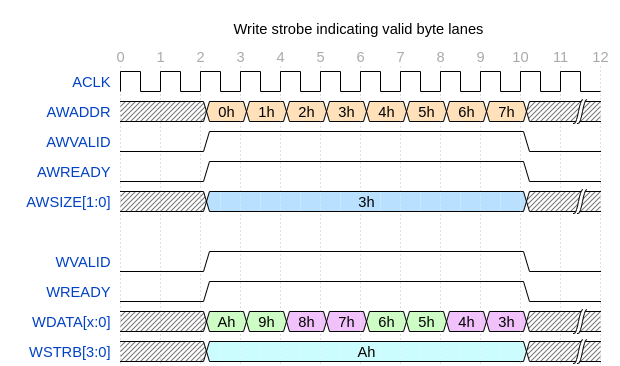 Write strobe indicating valid byte lanes
0 1 2 3 4 5 6 7 8 9 10 11 12
ACLK
AWADDR 0h 1h 2h 3h 4h 5h 6h 7h
AWVALID
AWREADY
AWSIZE[1:0] 3h
WVALID
WREADY
WDATA[x:0] Ah 9h 8h 7h 6h 5h 4h 3h
WSTRB[3:0] Ah